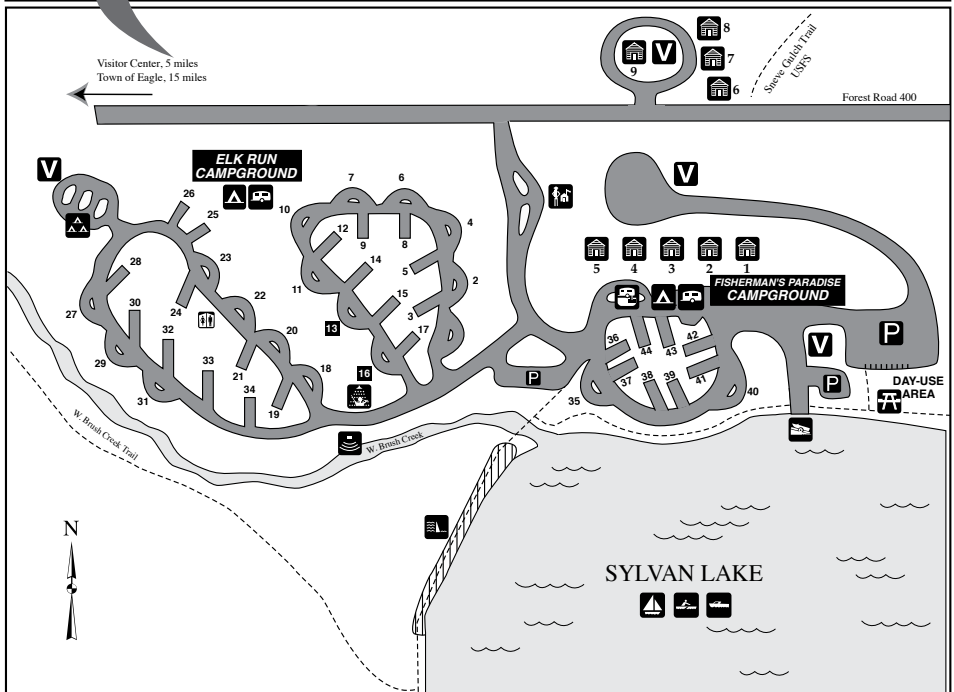 Visitor Center, 5 miles
Town of Eagle, 15 miles
8
7
6
9
V
Sneve Gulch Trail
USFS
Forest Road 400
V
ELK RUN
CAMPGROUND
26
25
28
23
27
30
24
22
32
29
33
21
20
31
34
19
18
7
6
10
4
12
9
8
14
5
2
11
15
3
13
17
16
V
5
4
3
2
1
FISHERMAN'S PARADISE
CAMPGROUND
36
44
43
42
37
38
39
41
35
40
V
P
P
P
DAY-USE
AREA
W. Brush Creek Trail
W. Brush Creek
N
SYLVAN LAKE